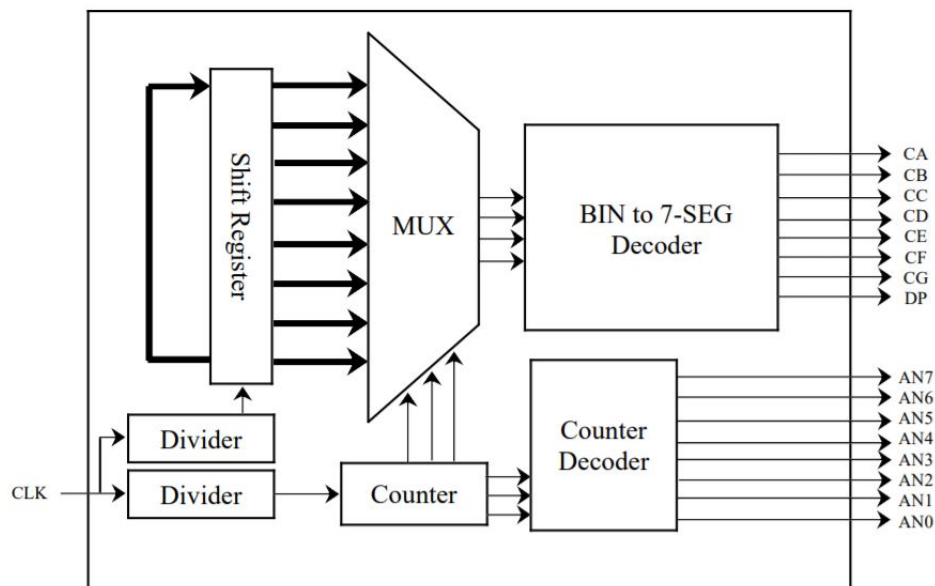 Shift Register
MUX
BIN to 7-SEG
Decoder
CA
CB
CC
CD
CE
CF
CG
DP
Divider
Divider
CLK
Counter
Counter
Decoder
AN7
AN6
AN5
AN4
AN3
AN2
AN1
AN0